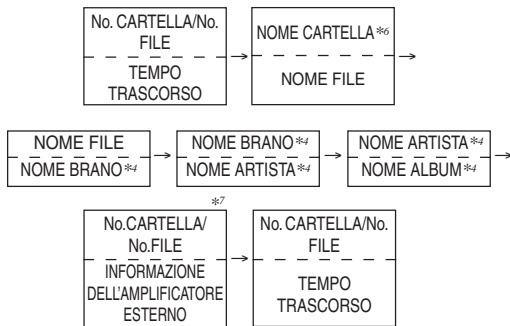 No. CARTELLA/No.
FILE
TEMPO
TRASCORSO
NOME CARTELLA*6
NOME FILE
NOME FILE
NOME BRANO*4
NOME BRANO*4
NOME ARTISTA*4
NOME ARTISTA*4
NOME ALBUM*4
*7
No.CARTELLA/
No.FILE
INFORMAZIONE
DELL'AMPLIFICATORE
ESTERNO
No. CARTELLA/No.
FILE
TEMPO
TRASCORSO